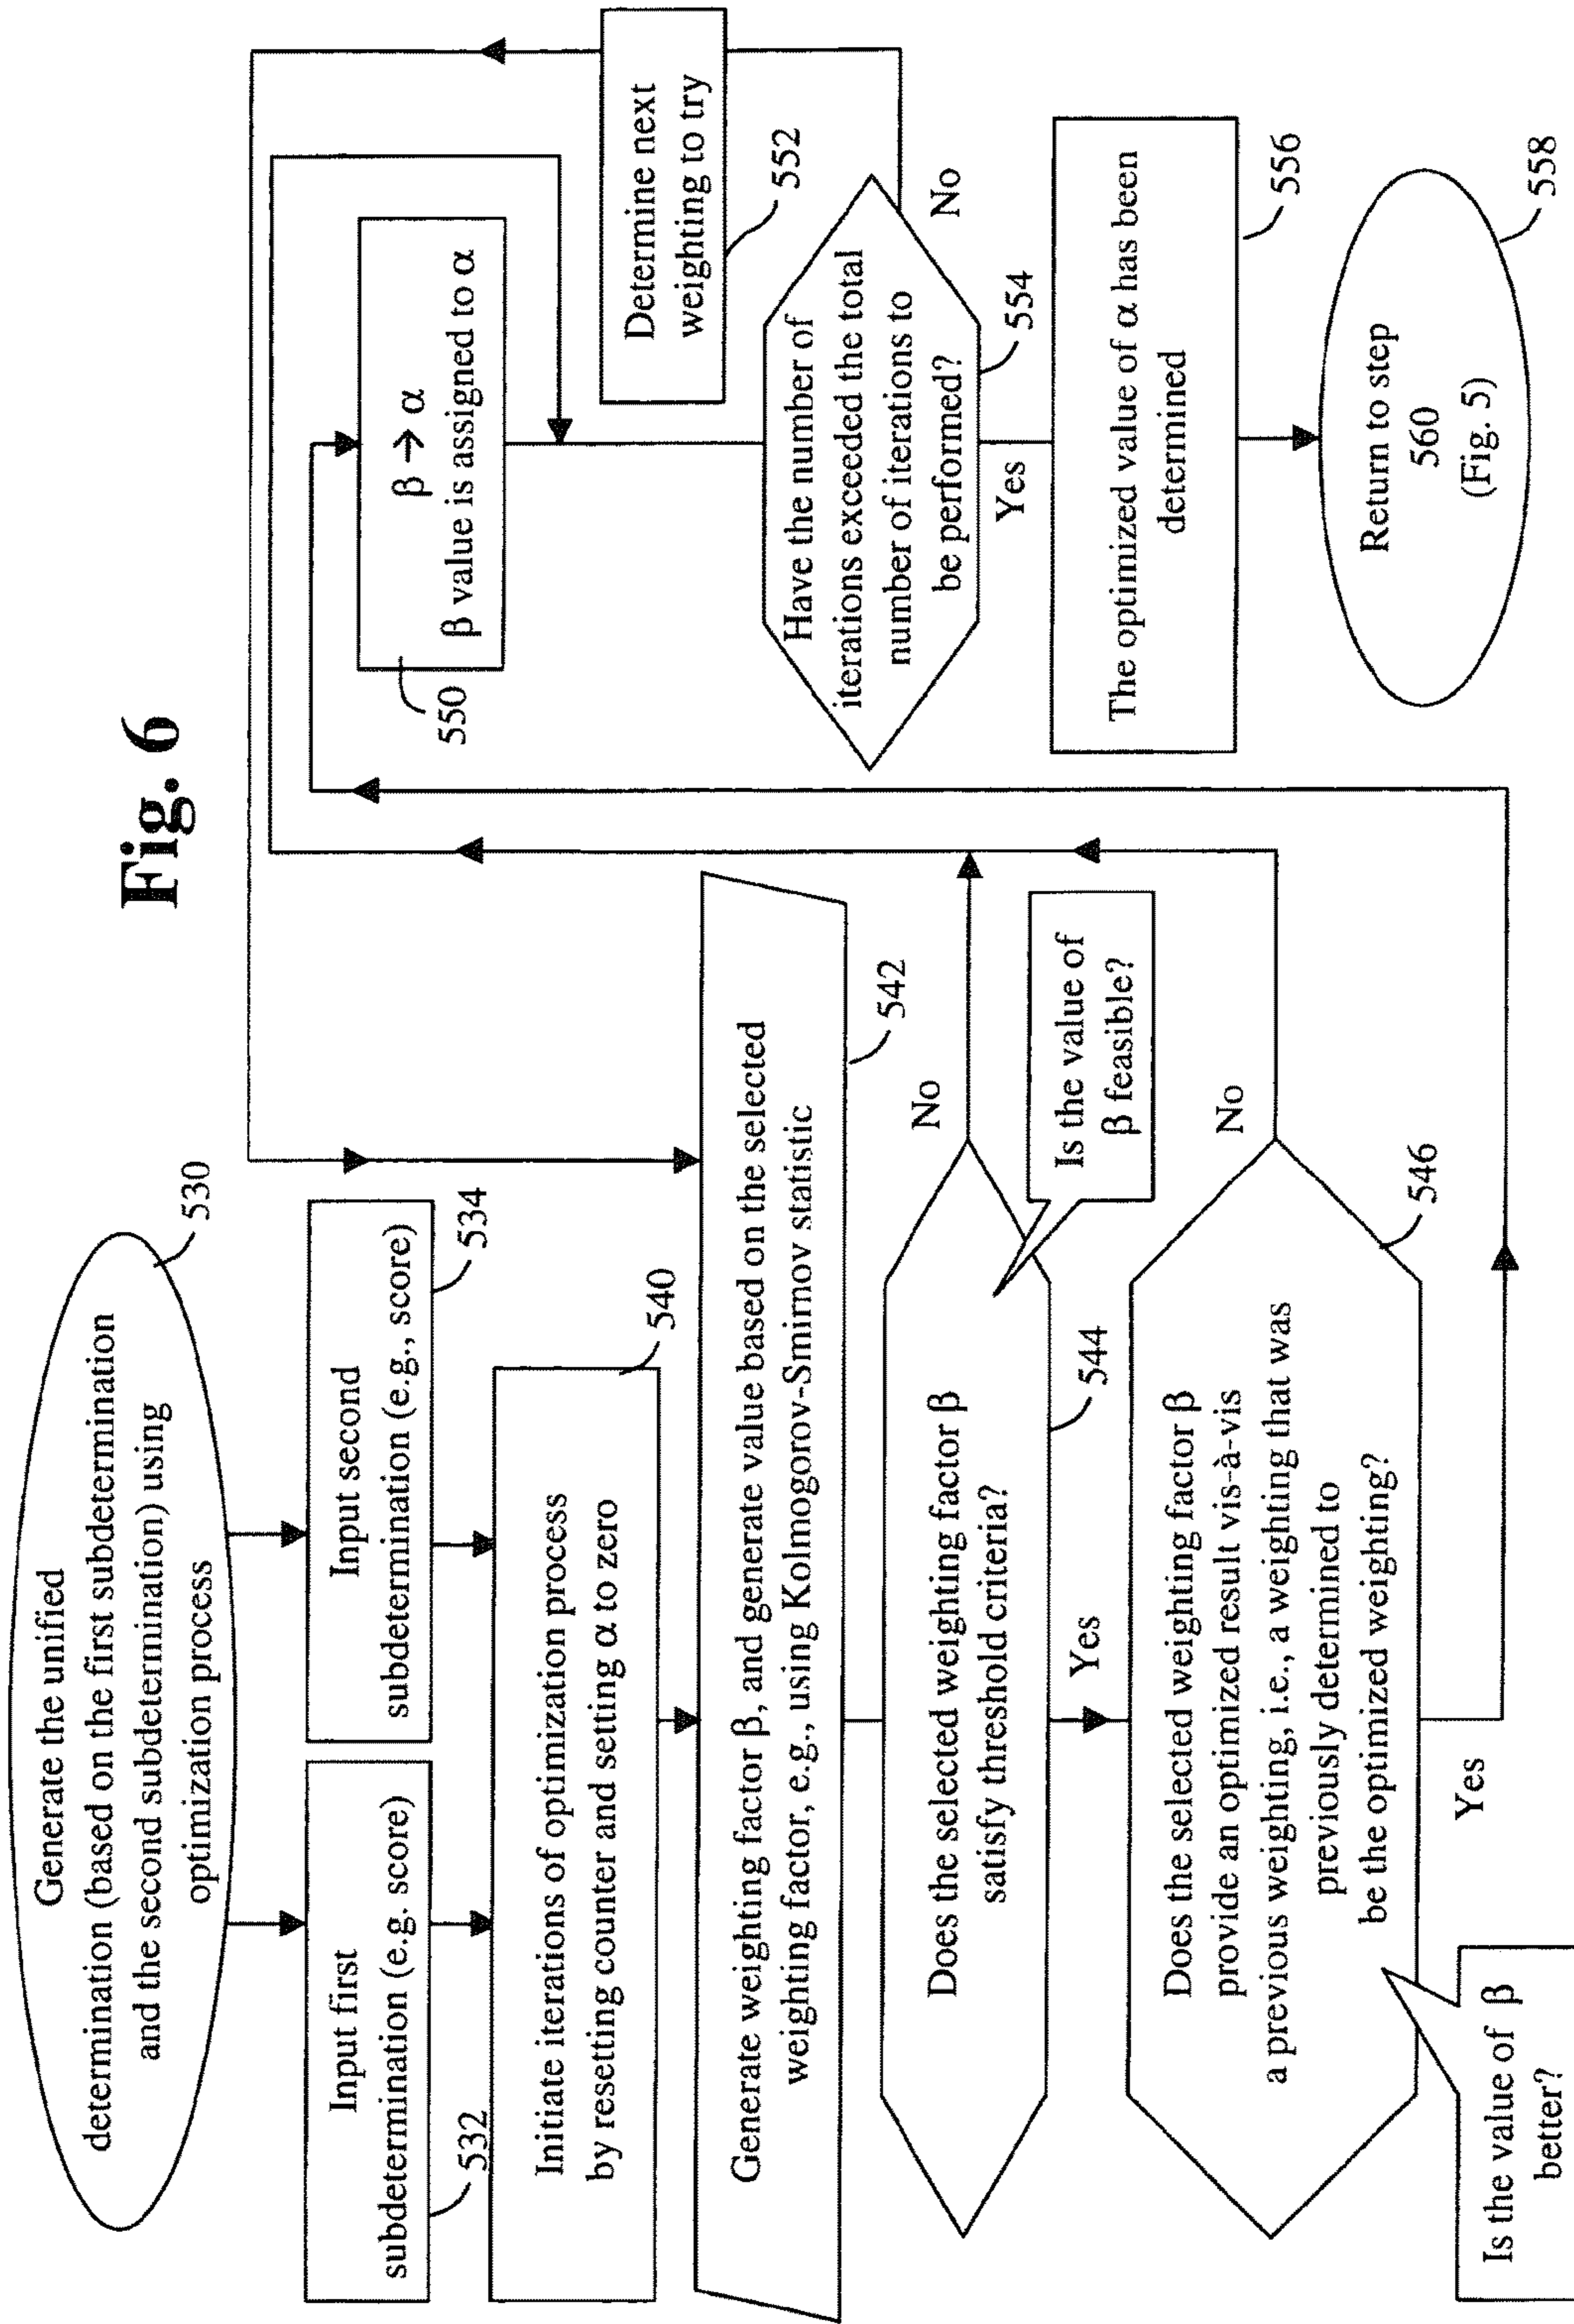 Fig. 6
Generate the unified
determination (based on the first subdetermination
and the second subdetermination) using
optimization process
530
Input first
subdetermination (e.g. score)
532
Input second
subdetermination (e.g., score)
534
Initiate iterations of optimization process
by resetting counter and setting α to zero
540
Generate weighting factor β, and generate value based on the selected
weighting factor, e.g., using Kolmogorov-Smirnov statistic
542
Does the selected weighting factor β
satisfy threshold criteria?
544
No
Yes
Is the value of
β feasible?
Does the selected weighting factor β
provide an optimized result vis-à-vis
a previous weighting, i.e., a weighting that was
previously determined to
be the optimized weighting?
546
No
Yes
Is the value of β
better?
β → α
β value is assigned to α
550
Determine next
weighting to try
552
Have the number of
iterations exceeded the total
number of iterations to
be performed?
554
No
Yes
The optimized value of α has been
determined
556
Return to step
560
(Fig. 5)
558